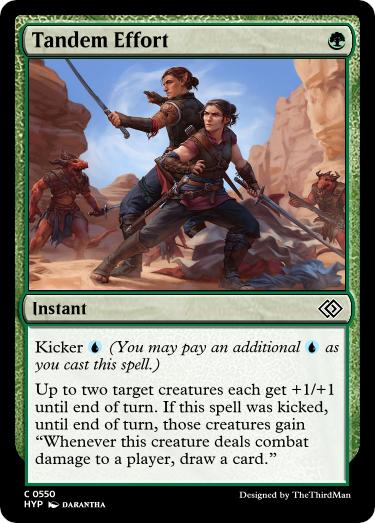 Tandem Effort
Instant
Kicker (You may pay an additional as
you cast this spell.)
Up to two target creatures each get +1/+1
until end of turn. If this spell was kicked,
until end of turn, those creatures gain
“Whenever this creature deals combat
damage to a player, draw a card.”
C 0550
HYP DARANTHA
Designed by TheThirdMan